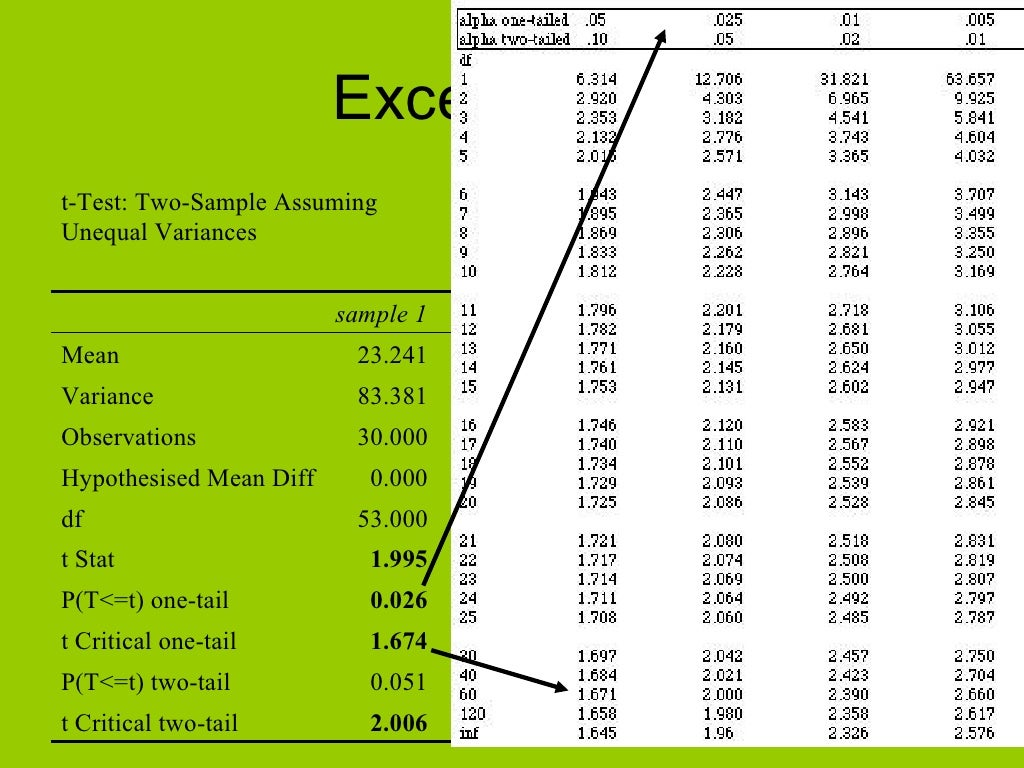 Exce
t-Test: Two-Sample Assuming
Unequal Variances
sample 1
Mean 23.241
Variance 83.381
Observations 30.000
Hypothesised Mean Diff 0.000
df 53.000
t Stat 1.995
P(T<=t) one-tail 0.026
t Critical one-tail 1.674
P(T<=t) two-tail 0.051
t Critical two-tail 2.006
alpha one-tailed .05 .025 .01 .005
alpha two-tailed .10 .05 .02 .01
df
1 6.314 12.706 31.821 63.657
2 2.920 4.303 6.965 9.925
3 2.353 3.182 4.541 5.841
4 2.132 2.776 3.743 4.604
5 2.015 2.571 3.365 4.032
6 1.943 2.447 3.143 3.707
7 1.895 2.365 2.998 3.499
8 1.869 2.306 2.896 3.355
9 1.833 2.262 2.821 3.250
10 1.812 2.228 2.764 3.169
11 1.796 2.201 2.718 3.106
12 1.782 2.179 2.681 3.055
13 1.771 2.160 2.650 3.012
14 1.761 2.145 2.624 2.977
15 1.753 2.131 2.602 2.947
16 1.746 2.120 2.583 2.921
17 1.740 2.110 2.567 2.898
18 1.734 2.101 2.552 2.878
19 1.729 2.093 2.539 2.861
20 1.725 2.086 2.528 2.845
21 1.721 2.080 2.518 2.831
22 1.717 2.074 2.508 2.819
23 1.714 2.069 2.500 2.807
24 1.711 2.064 2.492 2.797
25 1.708 2.060 2.485 2.787
30 1.697 2.042 2.457 2.750
40 1.684 2.021 2.423 2.704
60 1.671 2.000 2.390 2.660
120 1.658 1.980 2.358 2.617
inf 1.645 1.96 2.326 2.576